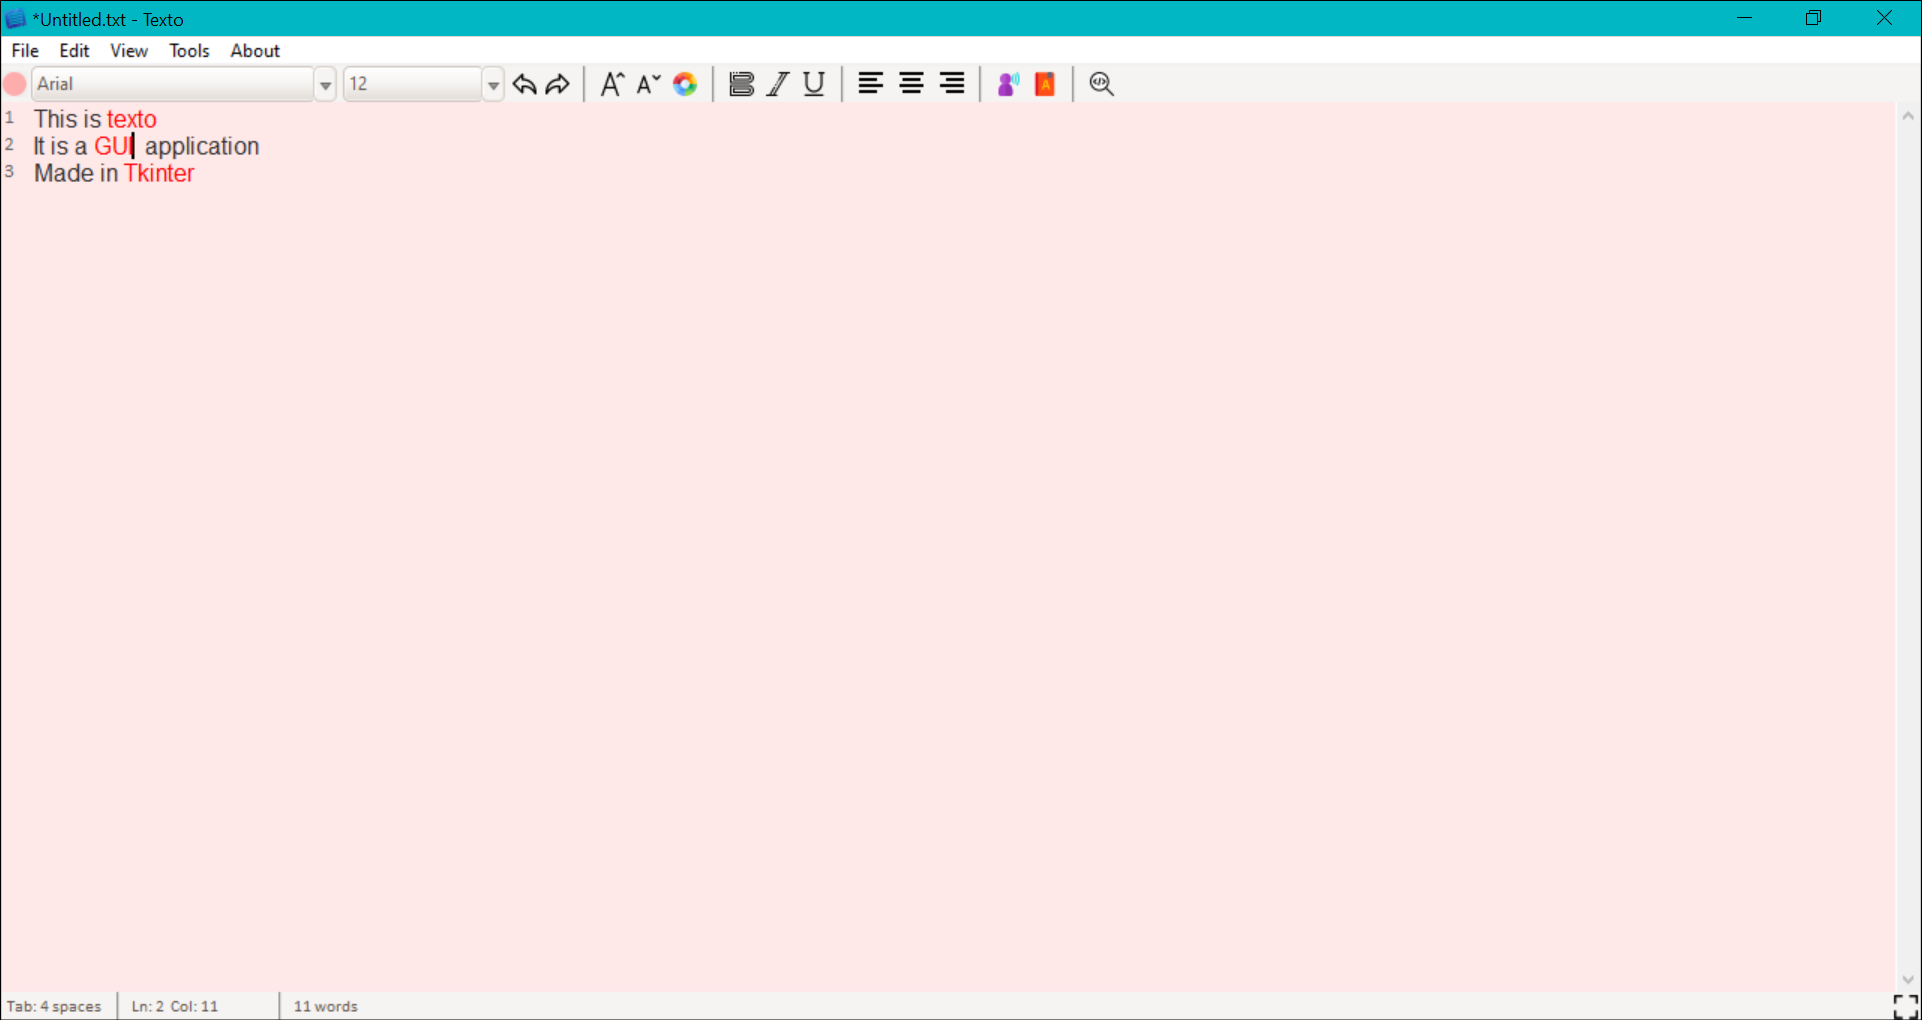 *Untitled.txt - Texto
File Edit View Tools About
Arial 12
1 This is texto
2 It is a GUI application
3 Made in Tkinter
Tab: 4 spaces Ln: 2 Col: 11 11 words